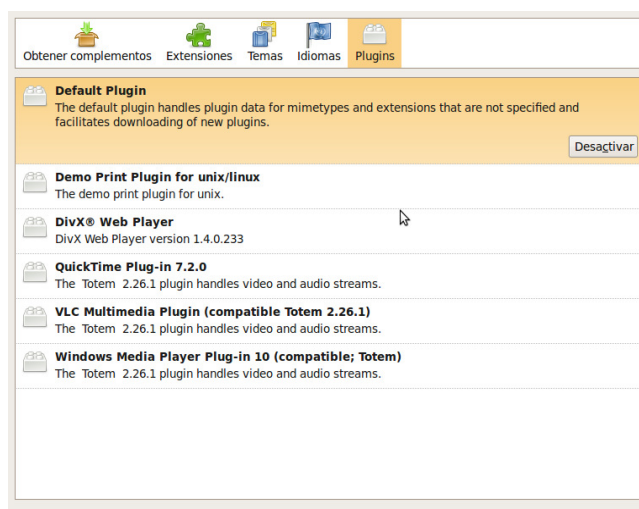 Obtener complementos Extensiones Temas Idiomas Plugins
Default Plugin
The default plugin handles plugin data for mimetypes and extensions that are not specified and
facilitates downloading of new plugins.
Desactivar
Demo Print Plugin for unix/linux
The demo print plugin for unix.
DivX® Web Player
DivX Web Player version 1.4.0.233
QuickTime Plug-in 7.2.0
The Totem 2.26.1 plugin handles video and audio streams.
VLC Multimedia Plugin (compatible Totem 2.26.1)
The Totem 2.26.1 plugin handles video and audio streams.
Windows Media Player Plug-in 10 (compatible; Totem)
The Totem 2.26.1 plugin handles video and audio streams.